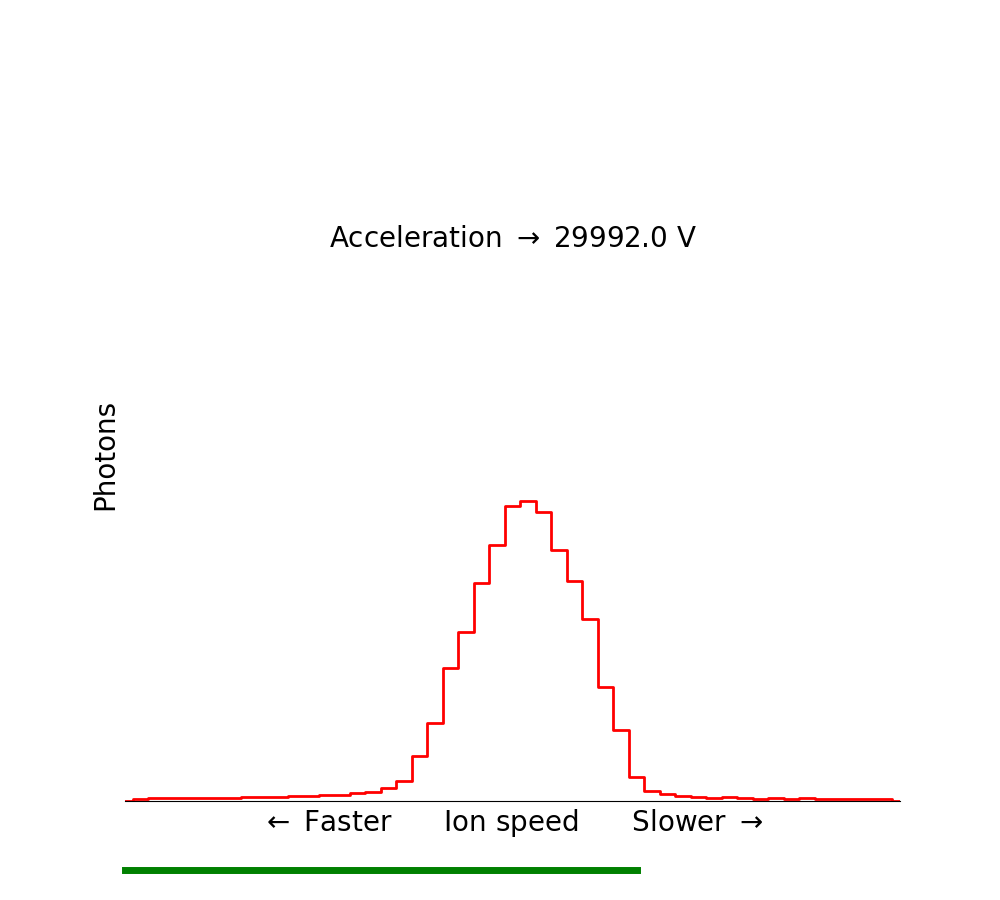 Acceleration → 29992.0 V
Photons
← Faster Ion speed Slower →